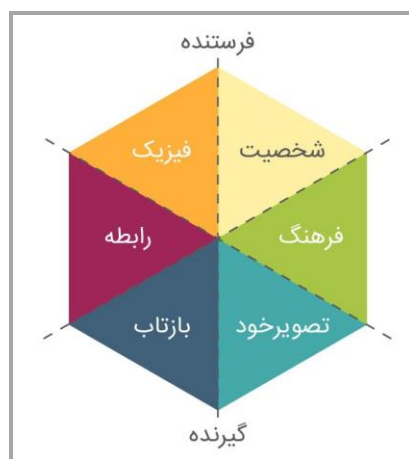 فرستنده
شخصیت
فیزیک
فرهنگ
رابطه
تصویرخود
بازتاب
گیرنده